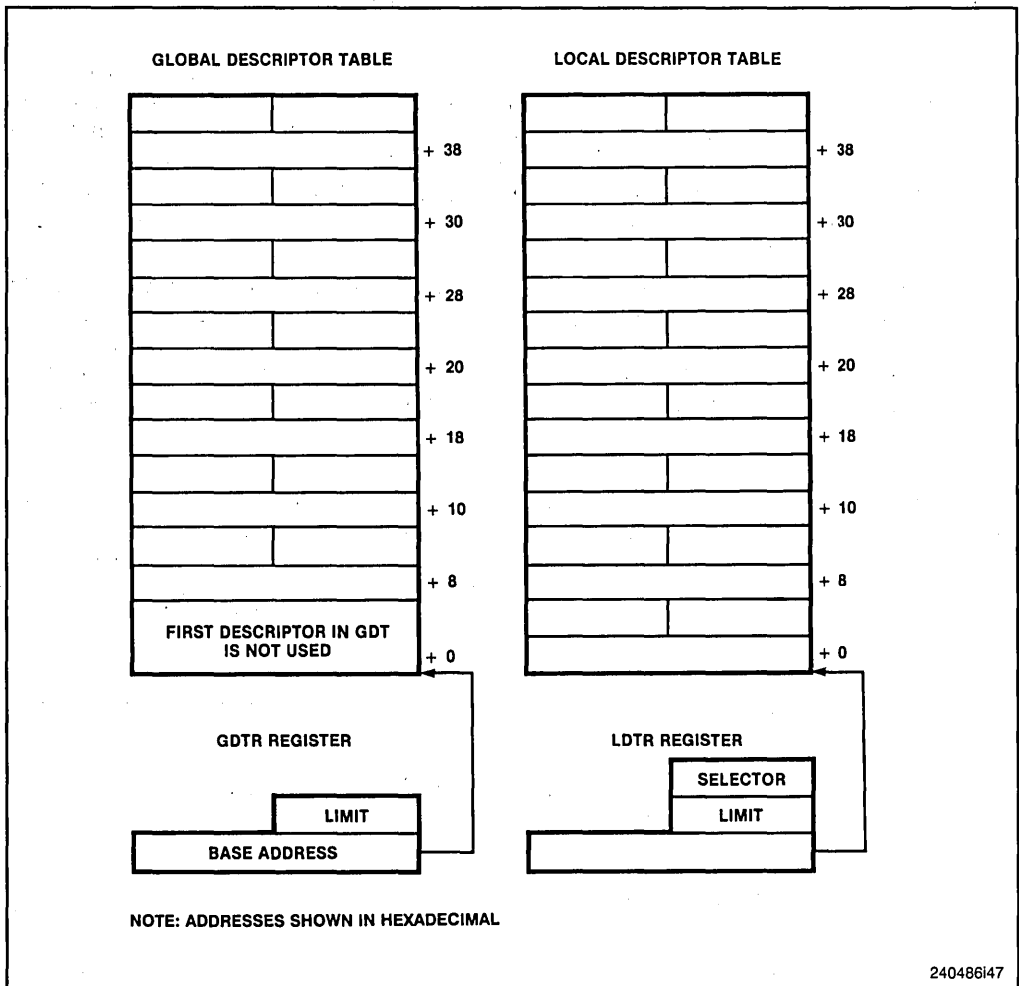 GLOBAL DESCRIPTOR TABLE
LOCAL DESCRIPTOR TABLE
+ 38
+ 38
+ 30
+ 30
+ 28
+ 28
+ 20
+ 20
+ 18
+ 18
+ 10
+ 10
+ 8
+ 8
FIRST DESCRIPTOR IN GDT
IS NOT USED
+ 0
+ 0
GDTR REGISTER
LDTR REGISTER
SELECTOR
LIMIT
LIMIT
BASE ADDRESS
NOTE: ADDRESSES SHOWN IN HEXADECIMAL
240486i47